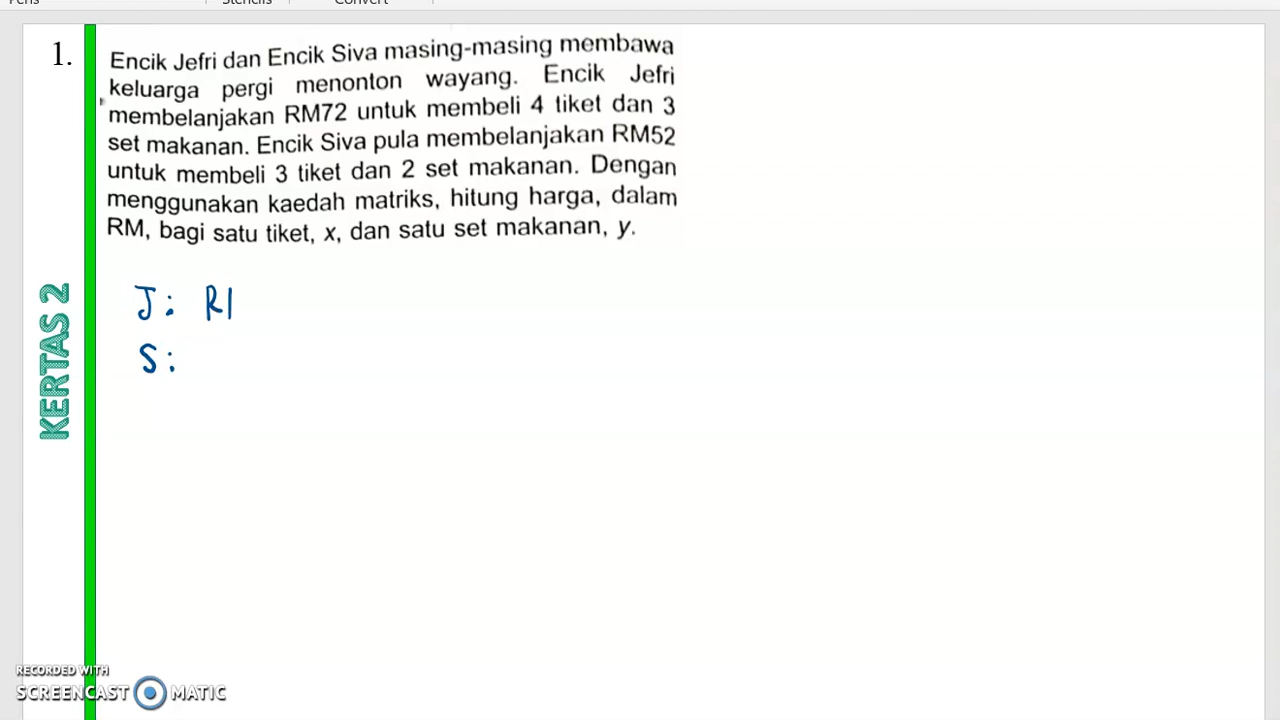 Pens Stencils Convert
1.
Encik Jefri dan Encik Siva masing-masing membawa
keluarga pergi menonton wayang. Encik Jefri
membelanjakan RM72 untuk membeli 4 tiket dan 3
set makanan. Encik Siva pula membelanjakan RM52
untuk membeli 3 tiket dan 2 set makanan. Dengan
menggunakan kaedah matriks, hitung harga, dalam
RM, bagi satu tiket, x, dan satu set makanan, y.
J: RI
S:
KERTAS 2
RECORDED WITH
SCREENCAST MATIC